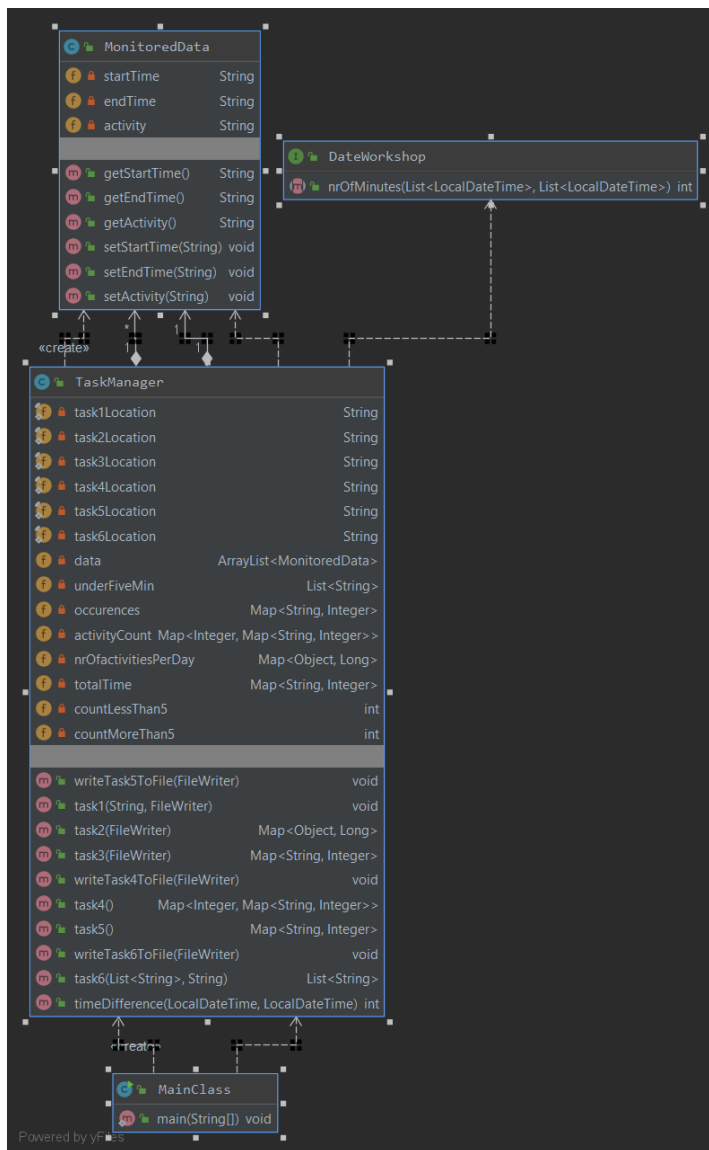 MonitoredData
startTime String
endTime String
activity String
getStartTime() String
getEndTime() String
getActivity() String
setStartTime(String) void
setEndTime(String) void
setActivity(String) void
DateWorkshop
nrOfMinutes(List<LocalDateTime>, List<LocalDateTime>) int
* 1
«create» 1 1
TaskManager
task1Location String
task2Location String
task3Location String
task4Location String
task5Location String
task6Location String
data ArrayList<MonitoredData>
underFiveMin List<String>
occurences Map<String, Integer>
activityCount Map<Integer, Map<String, Integer>>
nrOfactivitiesPerDay Map<Object, Long>
totalTime Map<String, Integer>
countLessThan5 int
countMoreThan5 int
writeTask5ToFile(FileWriter) void
task1(String, FileWriter) void
task2(FileWriter) Map<Object, Long>
task3(FileWriter) Map<String, Integer>
writeTask4ToFile(FileWriter) void
task4() Map<Integer, Map<String, Integer>>
task5() Map<String, Integer>
writeTask6ToFile(FileWriter) void
task6(List<String>, String) List<String>
timeDifference(LocalDateTime, LocalDateTime) int
MainClass
main(String[]) void
Powered by yFiles